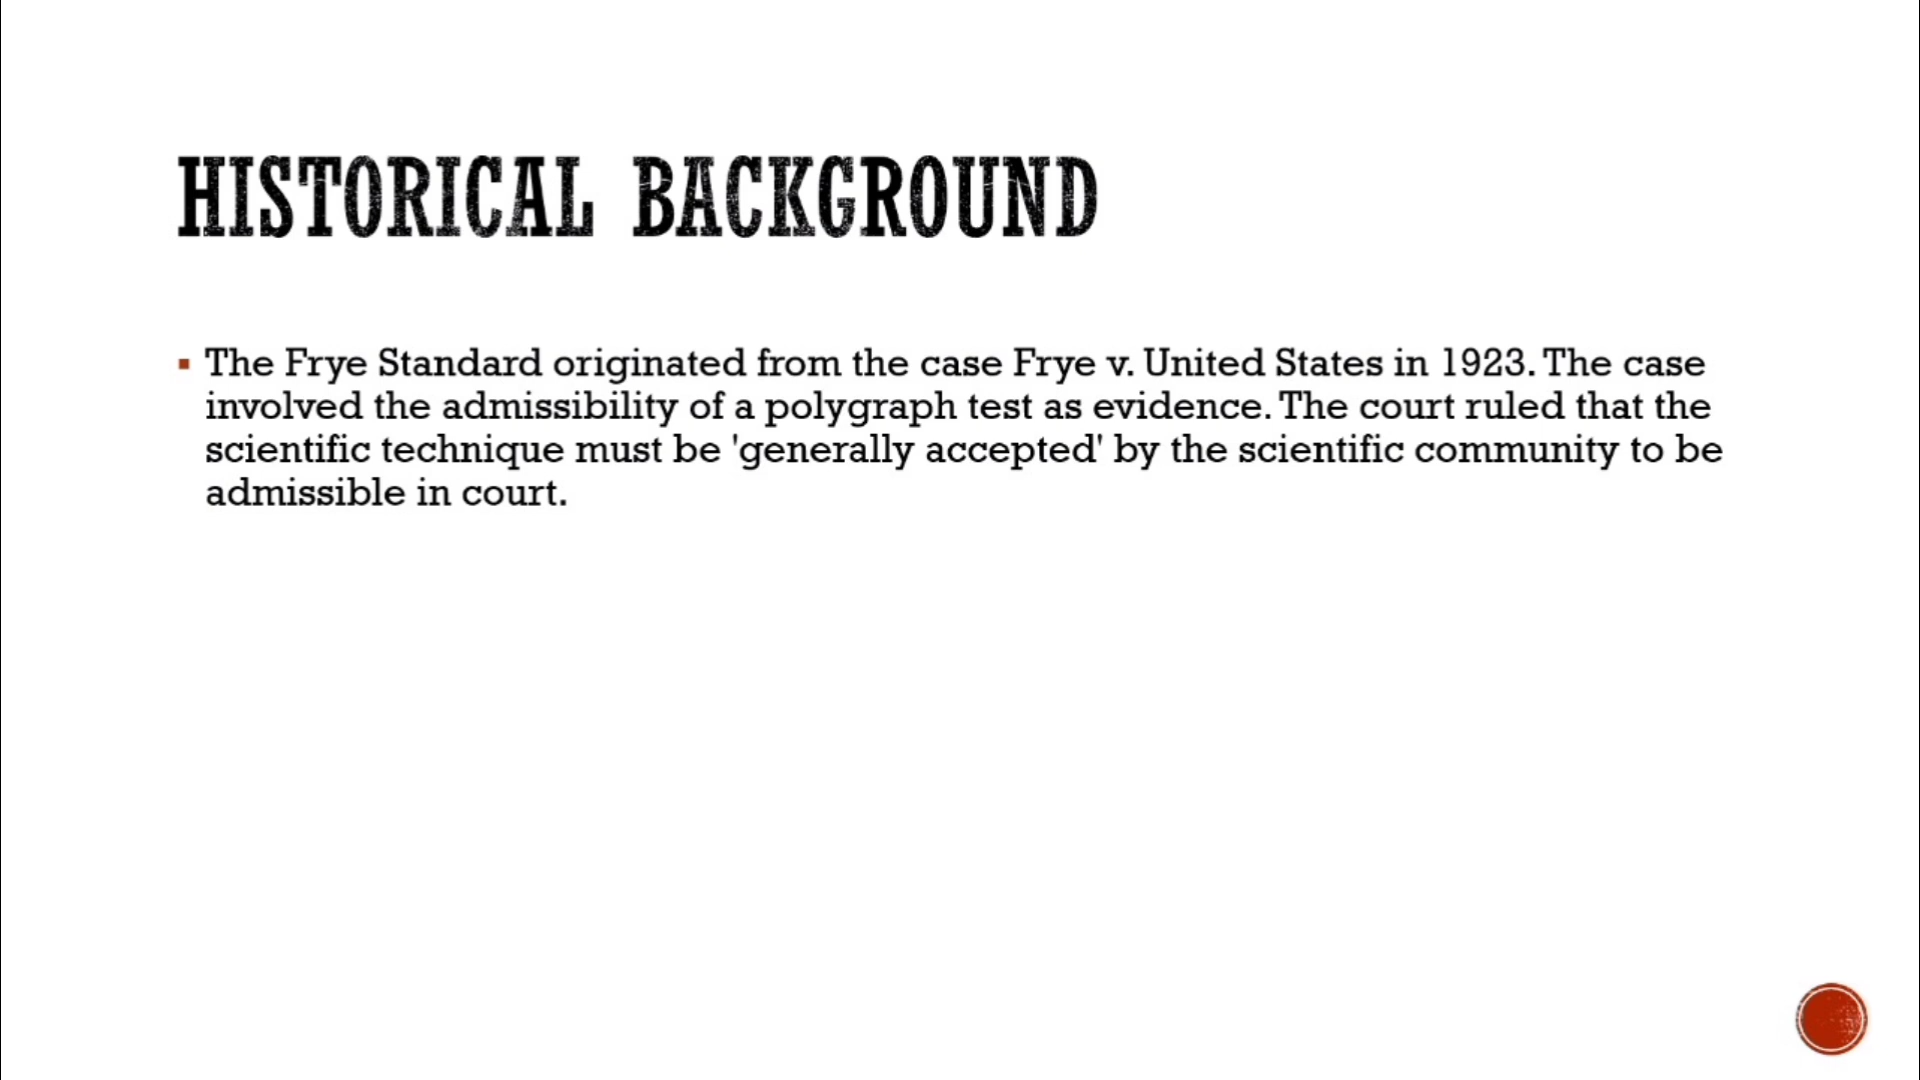 HISTORICAL BACKGROUND
The Frye Standard originated from the case Frye v. United States in 1923. The case
involved the admissibility of a polygraph test as evidence. The court ruled that the
scientific technique must be 'generally accepted' by the scientific community to be
admissible in court.